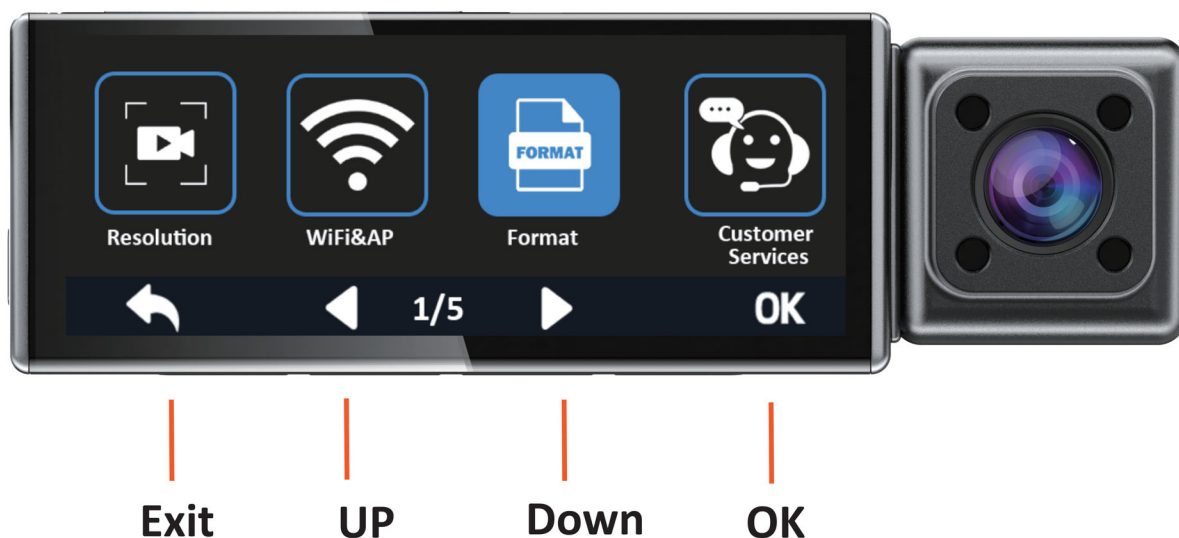 FORMAT
Resolution
WiFi&AP
Format
Customer
Services
1/5
OK
Exit
UP
Down
OK